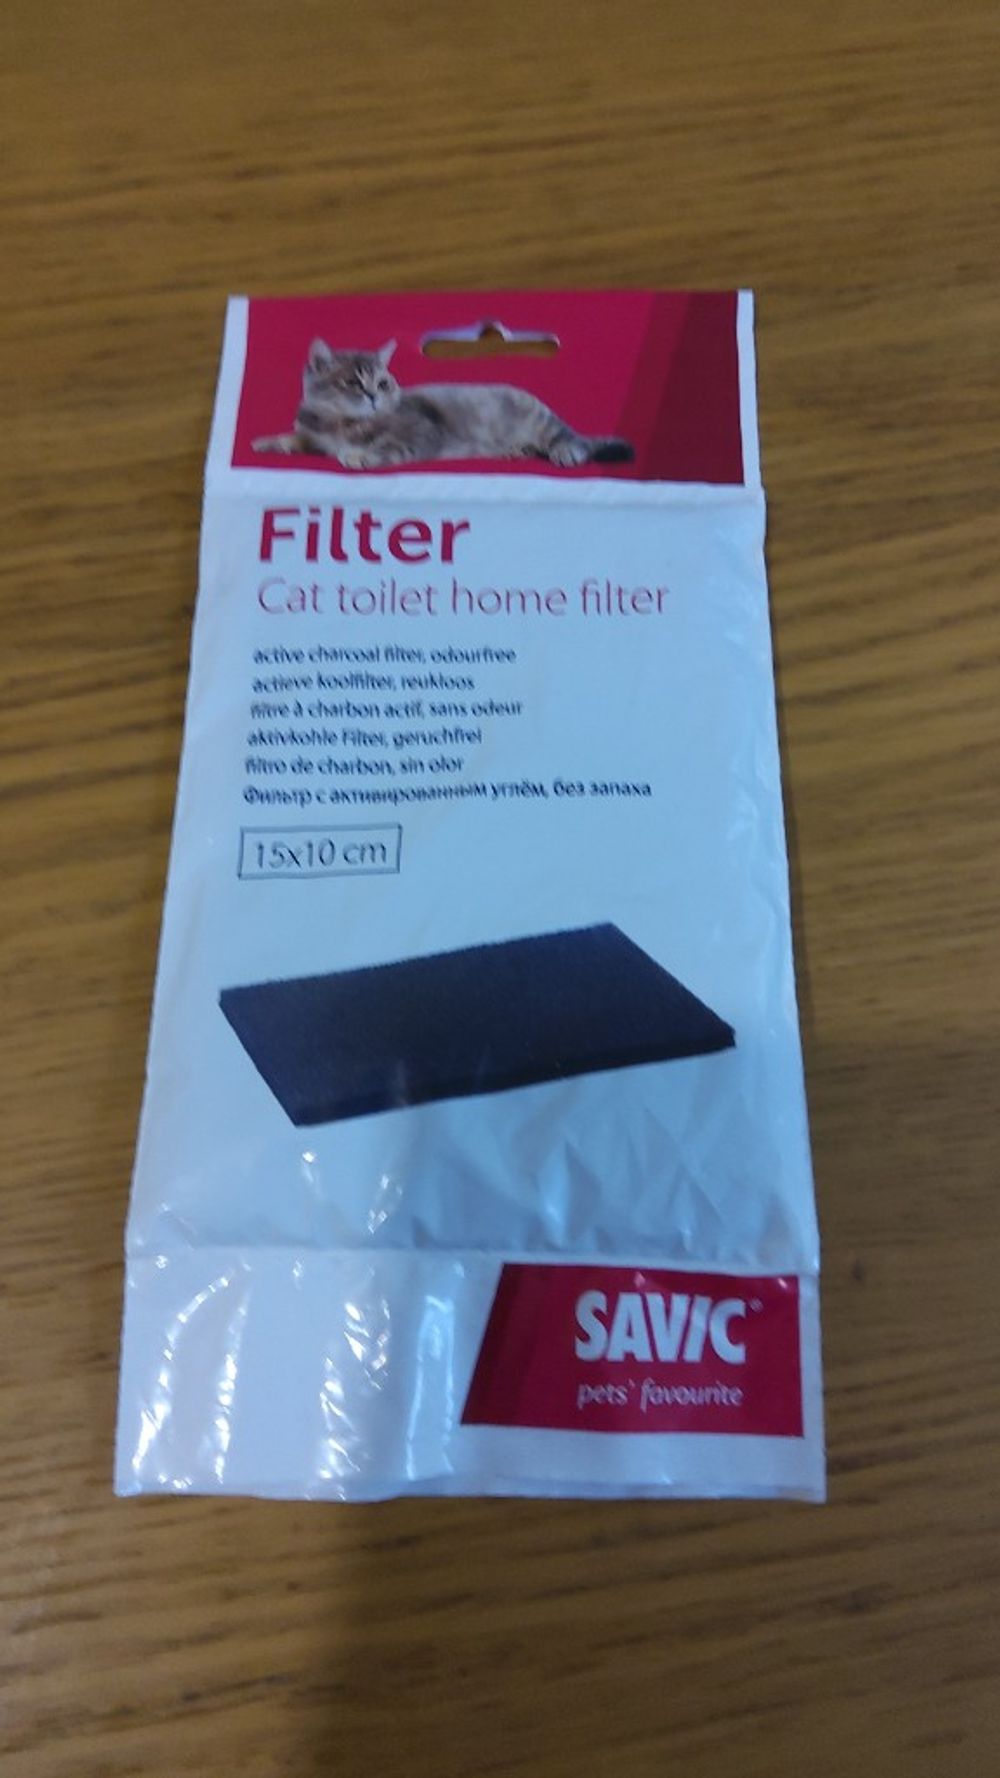 Filter
Cat toilet home filter
active charcoal filter, odourfree
actieve koolfilter, reukloos
filtre à charbon actif, sans odeur
aktivkohle Filter, geruchfrei
filtro de charbon, sin olor
Фильтр с активированным углём, без запаха
15x10 cm
SAVIC®
pets' favourite